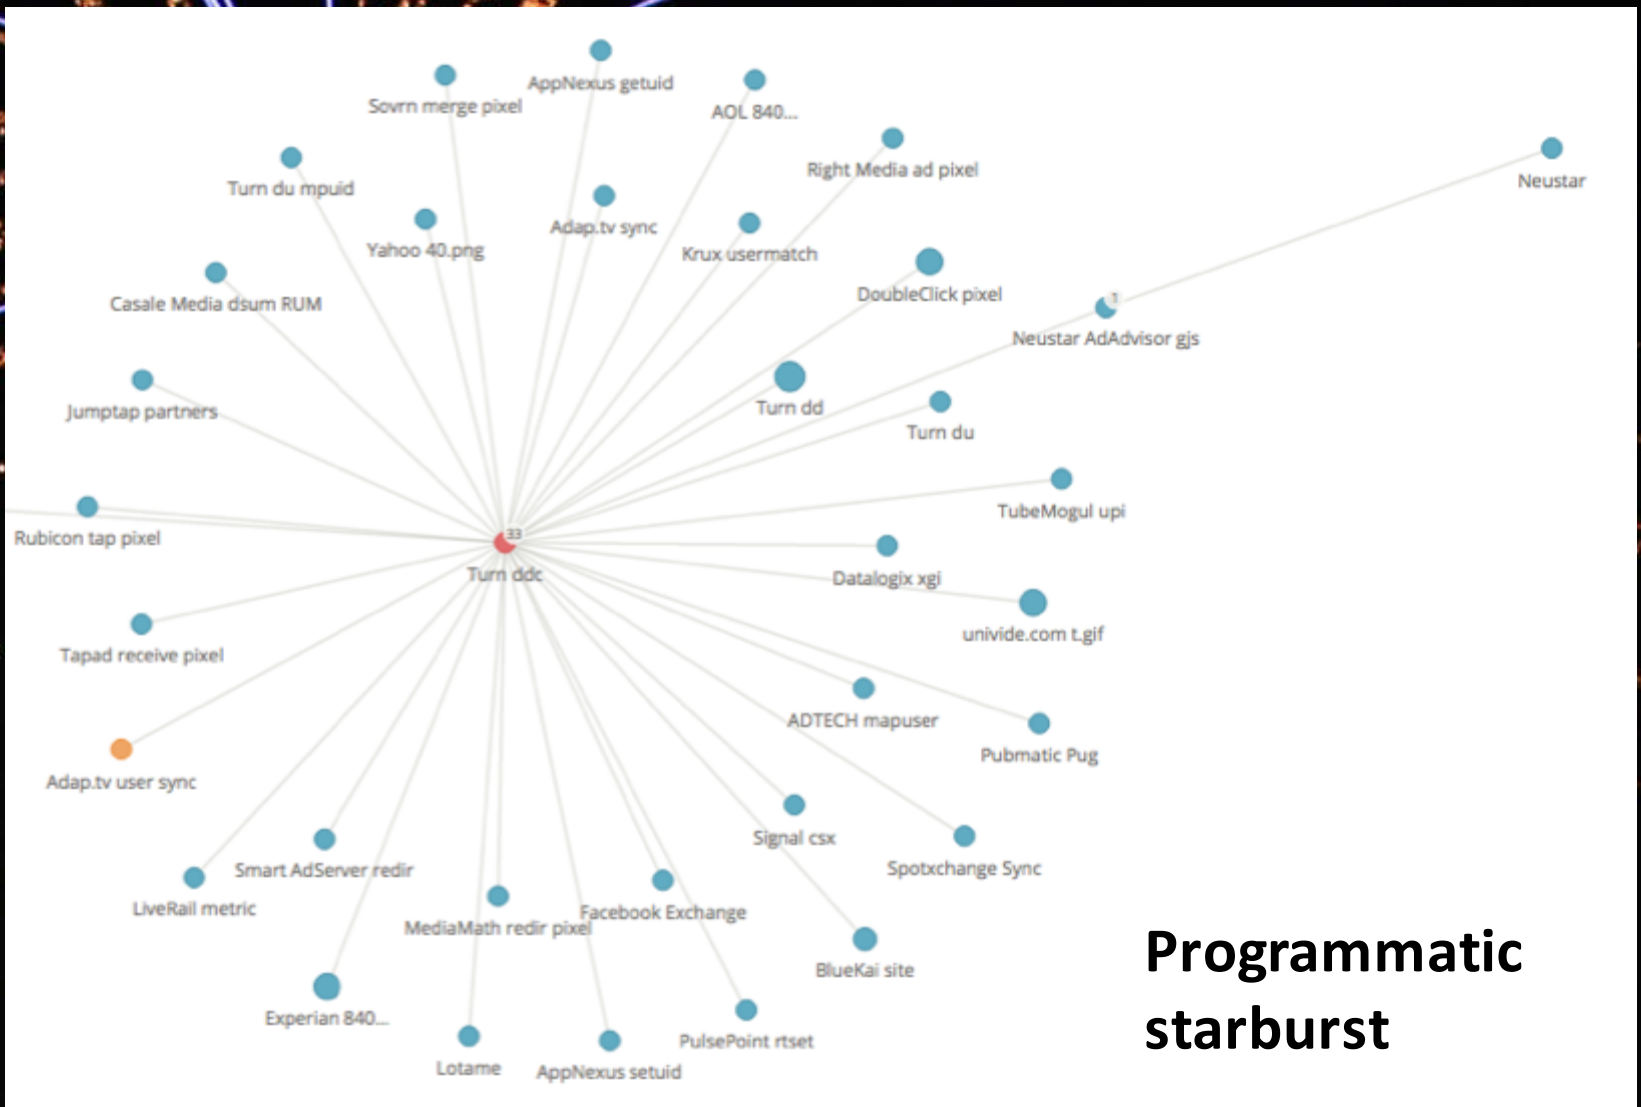 AppNexus getuid
Sovrn merge pixel
AOL 840...
Right Media ad pixel
Neustar
Turn du mpuid
Adap.tv sync
Yahoo 40.png
Krux usermatch
DoubleClick pixel
Casale Media dsum RUM
1
Neustar AdAdvisor gjs
Turn dd
Jumptap partners
Turn du
TubeMogul upi
Rubicon tap pixel
33
Turn ddc
Datalogix xgi
univide.com t.gif
Tapad receive pixel
ADTECH mapuser
Pubmatic Pug
Adap.tv user sync
Signal csx
Spotxchange Sync
Smart AdServer redir
LiveRail metric
Facebook Exchange
MediaMath redir pixel
BlueKai site
Experian 840...
PulsePoint rtset
Lotame
AppNexus setuid
Programmatic
starburst